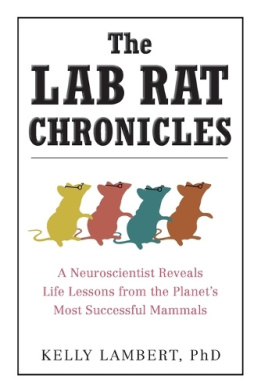 The
LAB RAT
CHRONICLES
A Neuroscientist Reveals
Life Lessons from the Planet's
Most Successful Mammals
KELLY LAMBERT, PhD